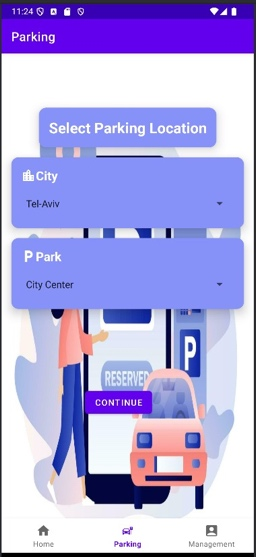 11:24
Parking
Select Parking Location
City
Tel-Aviv
P Park
City Center
P
RESERVED
CONTINUE
Home
Parking
Management